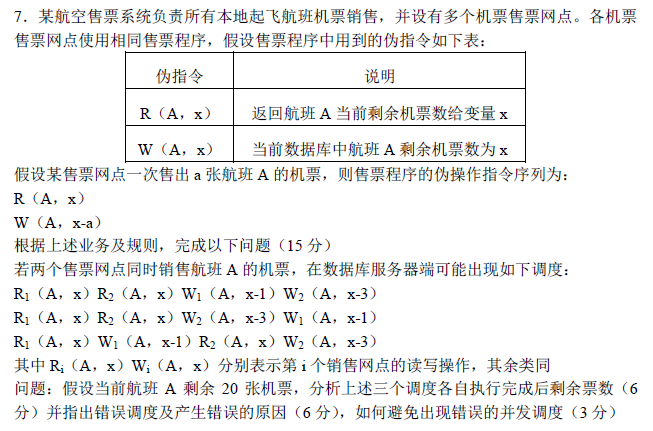 7．某航空售票系统负责所有本地起飞航班机票销售，并设有多个机票售票网点。各机票
售票网点使用相同售票程序，假设售票程序中用到的伪指令如下表：
伪指令 说明
R（A，x） 返回航班 A 当前剩余机票数给变量 x
W（A，x） 当前数据库中航班 A 剩余机票数为 x
假设某售票网点一次售出 a 张航班 A 的机票，则售票程序的伪操作指令序列为：
R（A，x）
W（A，x-a）
根据上述业务及规则，完成以下问题（15 分）
若两个售票网点同时销售航班 A 的机票，在数据库服务器端可能出现如下调度：
R₁（A，x）R₂（A，x）W₁（A，x-1）W₂（A，x-3）
R₁（A，x）R₂（A，x）W₂（A，x-3）W₁（A，x-1）
R₁（A，x）W₁（A，x-1）R₂（A，x）W₂（A，x-3）
其中 Rᵢ（A，x）Wᵢ（A，x）分别表示第 i 个销售网点的读写操作，其余类同
问题：假设当前航班 A 剩余 20 张机票，分析上述三个调度各自执行完成后剩余票数（6
分）并指出错误调度及产生错误的原因（6 分），如何避免出现错误的并发调度（3 分）